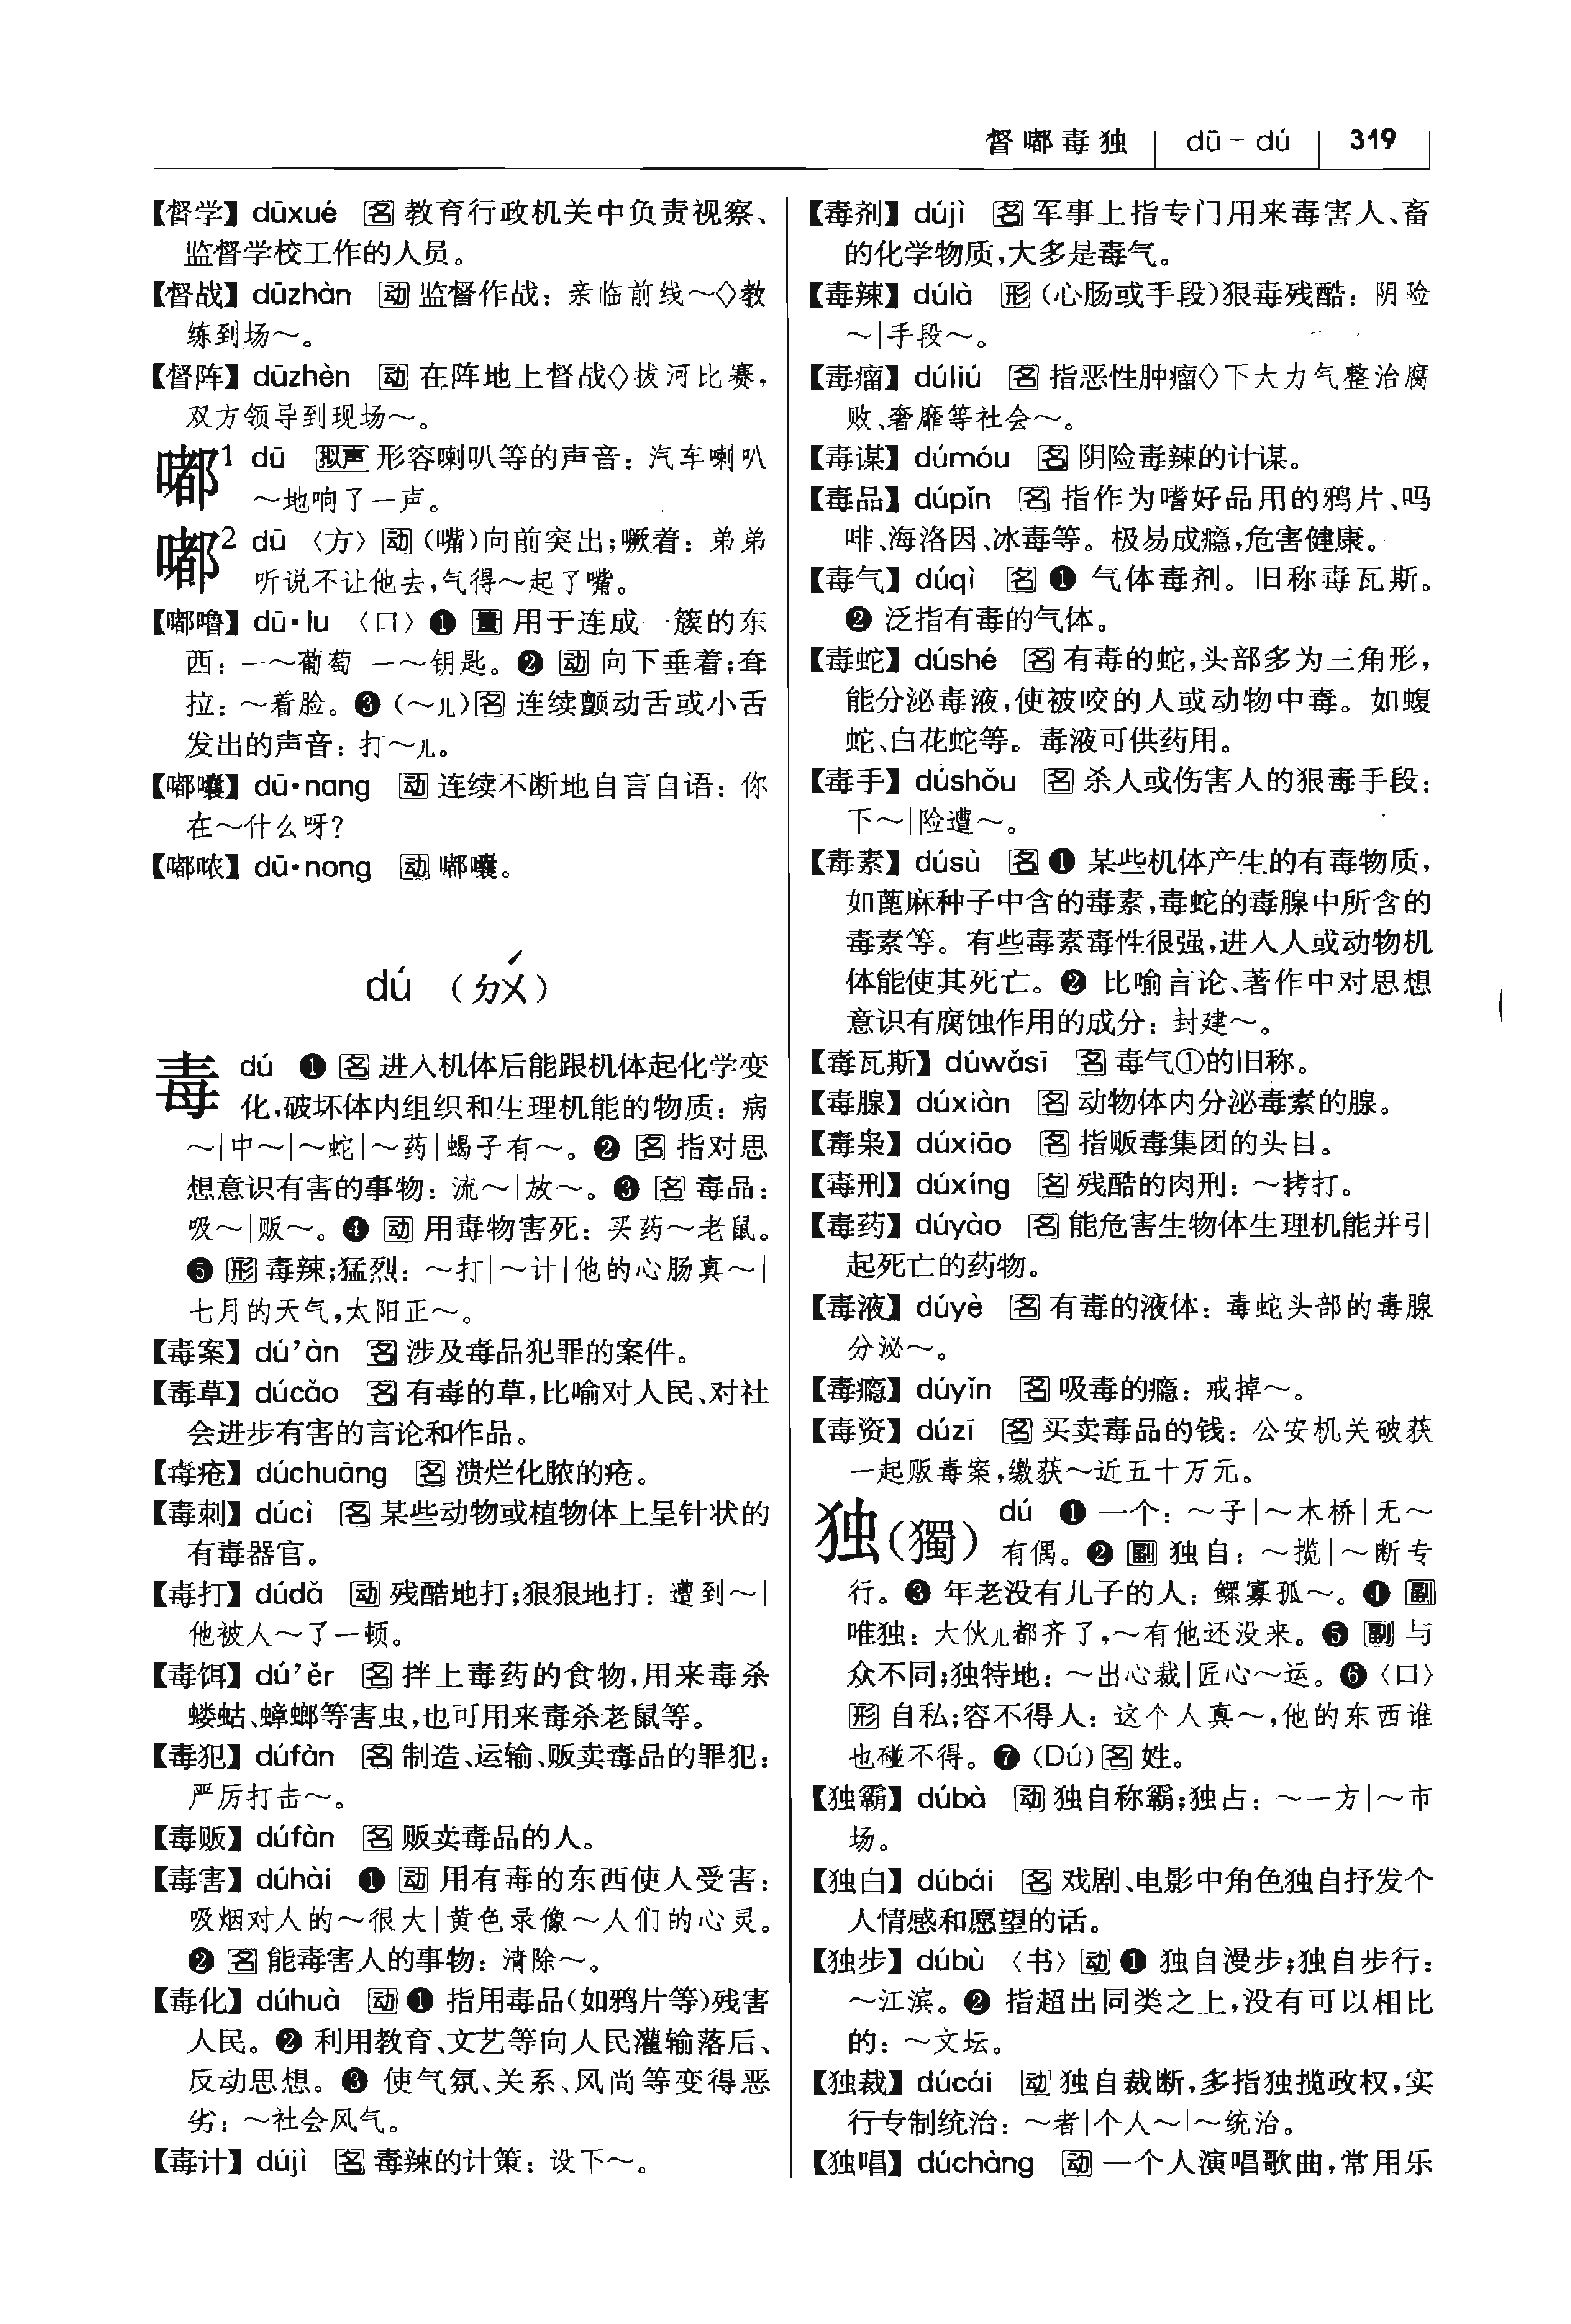 督嘟毒独 dū－dú 319
【督学】 dūxué 名 教育行政机关中负责视察、
监督学校工作的人员。
【督战】 dūzhàn 动 监督作战：亲临前线～◇教
练到场～。
【督阵】 dūzhèn 动 在阵地上督战◇拔河比赛，
双方领导到现场～。
嘟1 dū 拟声 形容喇叭等的声音：汽车喇叭
～地响了一声。
嘟2 dū 〈方〉 动 （嘴）向前突出；噘着：弟弟
听说不让他去，气得～起了嘴。
【嘟噜】 dū•lu 〈口〉 ❶ 量 用于连成一簇的东
西：一～葡萄|一～钥匙。❷ 动 向下垂着；耷
拉：～着脸。❸ （～儿）名 连续颤动舌或小舌
发出的声音：打～儿。
【嘟囔】 dū•nang 动 连续不断地自言自语：你
在～什么呀？
【嘟哝】 dū•nong 动 嘟囔。
dú （ㄉㄨˊ）
毒 dú ❶ 名 进入机体后能跟机体起化学变
化，破坏体内组织和生理机能的物质：病
～|中～|～蛇|～药|蝎子有～。❷ 名 指对思
想意识有害的事物：流～|放～。❸ 名 毒品：
吸～|贩～。❹ 动 用毒物害死：买药～老鼠。
❺ 形 毒辣；猛烈：～打|～计|他的心肠真～|
七月的天气，太阳正～。
【毒案】 dú’àn 名 涉及毒品犯罪的案件。
【毒草】 dúcǎo 名 有毒的草，比喻对人民、对社
会进步有害的言论和作品。
【毒疮】 dúchuāng 名 溃烂化脓的疮。
【毒刺】 dúcì 名 某些动物或植物体上呈针状的
有毒器官。
【毒打】 dúdǎ 动 残酷地打；狠狠地打：遭到～|
他被人～了一顿。
【毒饵】 dú’ěr 名 拌上毒药的食物，用来毒杀
蝼蛄、蟑螂等害虫，也可用来毒杀老鼠等。
【毒犯】 dúfàn 名 制造、运输、贩卖毒品的罪犯：
严厉打击～。
【毒贩】 dúfàn 名 贩卖毒品的人。
【毒害】 dúhài ❶ 动 用有毒的东西使人受害：
吸烟对人的～很大|黄色录像～人们的心灵。
❷ 名 能毒害人的事物：清除～。
【毒化】 dúhuà 动 ❶ 指用毒品（如鸦片等）残害
人民。❷ 利用教育、文艺等向人民灌输落后、
反动思想。❸ 使气氛、关系、风尚等变得恶
劣：～社会风气。
【毒计】 dújì 名 毒辣的计策：设下～。
【毒剂】 dújì 名 军事上指专门用来毒害人、畜
的化学物质，大多是毒气。
【毒辣】 dúlà 形 （心肠或手段）狠毒残酷：阴险
～|手段～。
【毒瘤】 dúliú 名 指恶性肿瘤◇下大力气整治腐
败、奢靡等社会～。
【毒谋】 dúmóu 名 阴险毒辣的计谋。
【毒品】 dúpǐn 名 指作为嗜好品用的鸦片、吗
啡、海洛因、冰毒等。极易成瘾，危害健康。
【毒气】 dúqì 名 ❶ 气体毒剂。旧称毒瓦斯。
❷ 泛指有毒的气体。
【毒蛇】 dúshé 名 有毒的蛇，头部多为三角形，
能分泌毒液，使被咬的人或动物中毒。如蝮
蛇、白花蛇等。毒液可供药用。
【毒手】 dúshǒu 名 杀人或伤害人的狠毒手段：
下～|险遭～。
【毒素】 dúsù 名 ❶ 某些机体产生的有毒物质，
如蓖麻种子中含的毒素，毒蛇的毒腺中所含的
毒素等。有些毒素毒性很强，进入人或动物机
体能使其死亡。❷ 比喻言论、著作中对思想
意识有腐蚀作用的成分：封建～。
【毒瓦斯】 dúwǎsī 名 毒气①的旧称。
【毒腺】 dúxiàn 名 动物体内分泌毒素的腺。
【毒枭】 dúxiāo 名 指贩毒集团的头目。
【毒刑】 dúxíng 名 残酷的肉刑：～拷打。
【毒药】 dúyào 名 能危害生物体生理机能并引
起死亡的药物。
【毒液】 dúyè 名 有毒的液体：毒蛇头部的毒腺
分泌～。
【毒瘾】 dúyǐn 名 吸毒的瘾：戒掉～。
【毒资】 dúzī 名 买卖毒品的钱：公安机关破获
一起贩毒案，缴获～近五十万元。
独（獨） dú ❶ 一个：～子|～木桥|无～
有偶。❷ 副 独自：～揽|～断专
行。❸ 年老没有儿子的人：鳏寡孤～。❹ 副
唯独：大伙儿都齐了，～有他还没来。❺ 副 与
众不同；独特地：～出心裁|匠心～运。❻〈口〉
形 自私；容不得人：这个人真～，他的东西谁
也碰不得。❼ （Dú）名 姓。
【独霸】 dúbà 动 独自称霸；独占：～一方|～市
场。
【独白】 dúbái 名 戏剧、电影中角色独自抒发个
人情感和愿望的话。
【独步】 dúbù 〈书〉 动 ❶ 独自漫步；独自步行：
～江滨。❷ 指超出同类之上，没有可以相比
的：～文坛。
【独裁】 dúcái 动 独自裁断，多指独揽政权，实
行专制统治：～者|个人～|～统治。
【独唱】 dúchàng 动 一个人演唱歌曲，常用乐